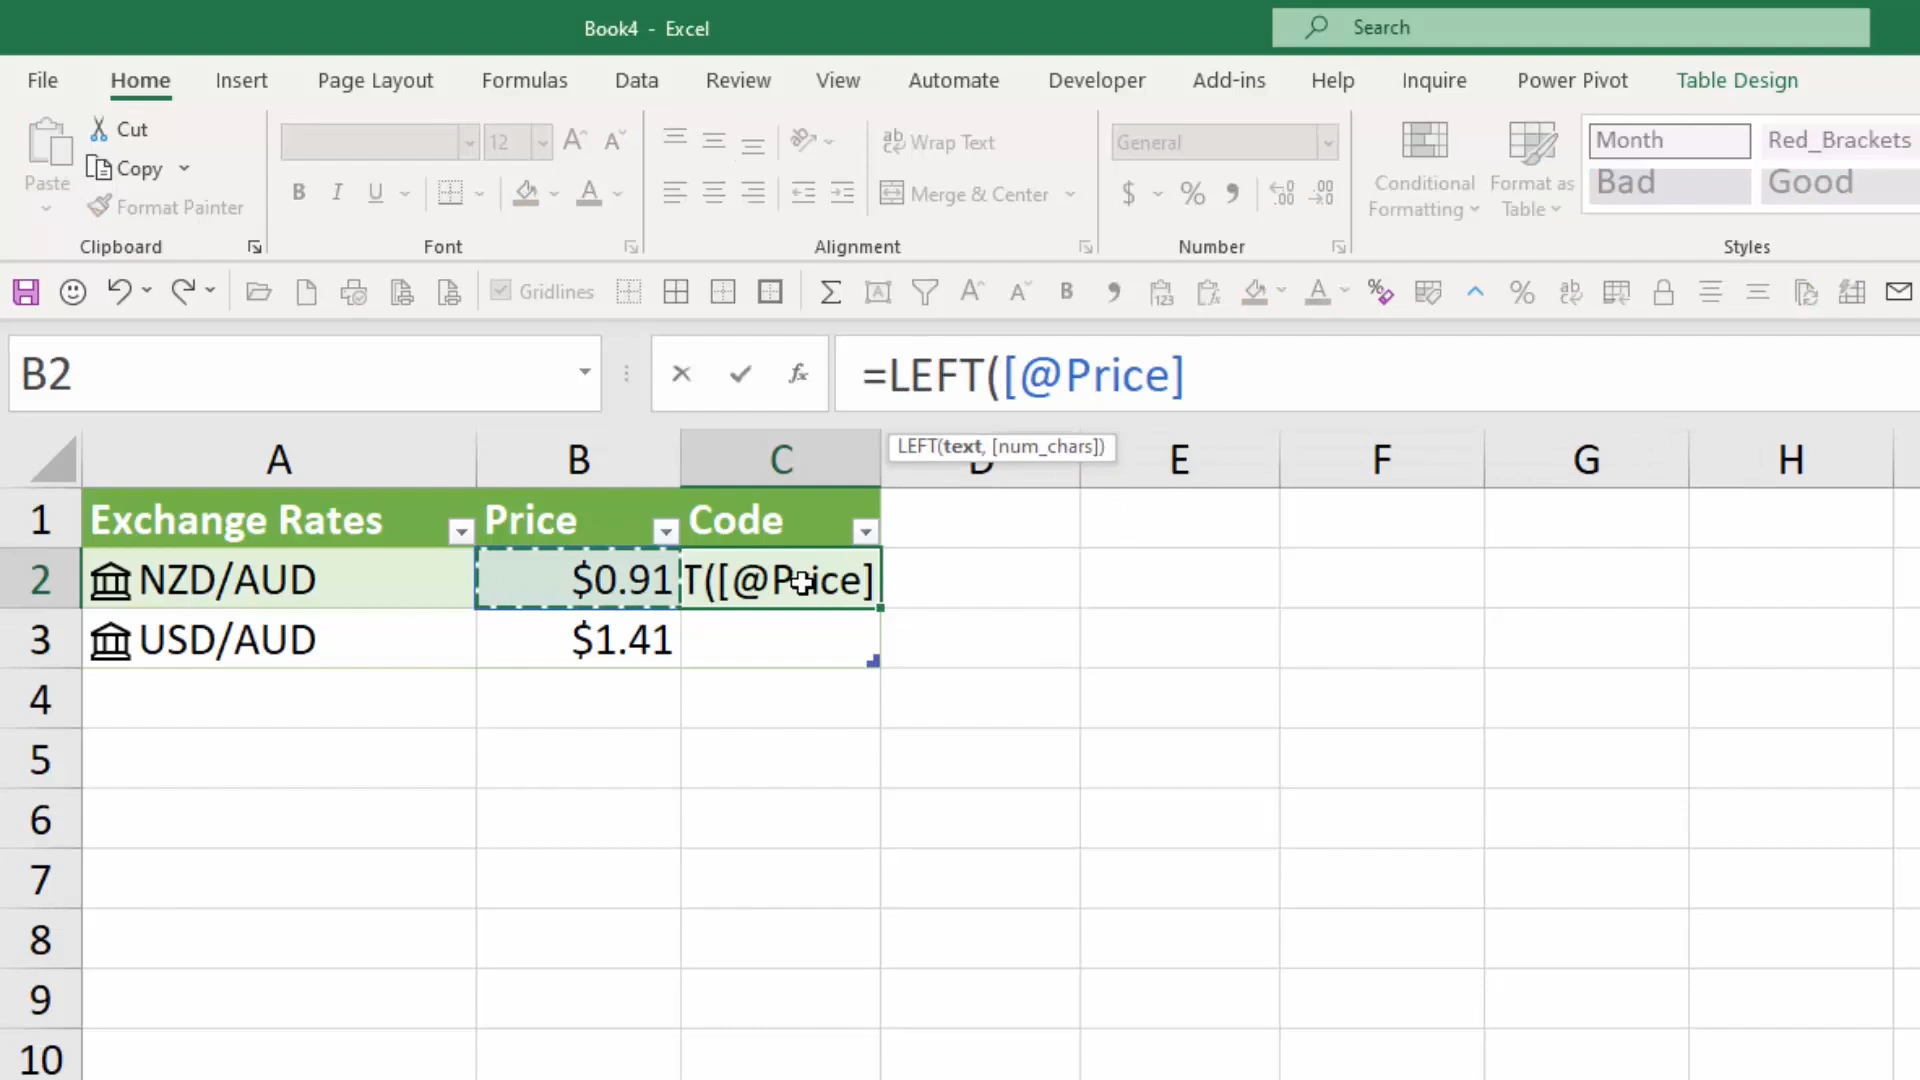 Book4 - Excel
Search
File Home Insert Page Layout Formulas Data Review View Automate Developer Add-ins Help Inquire Power Pivot Table Design
Paste
Cut
Copy
Format Painter
Clipboard
12
B I U
Font
Wrap Text
Merge & Center
Alignment
General
Number
Conditional Formatting
Format as Table
Month Red_Brackets
Bad Good
Styles
Gridlines
B2 =LEFT([@Price]
LEFT(text, [num_chars])
A B C D E F G H
1 Exchange Rates Price Code
2 NZD/AUD $0.91 T([@Price]
3 USD/AUD $1.41
4
5
6
7
8
9
10